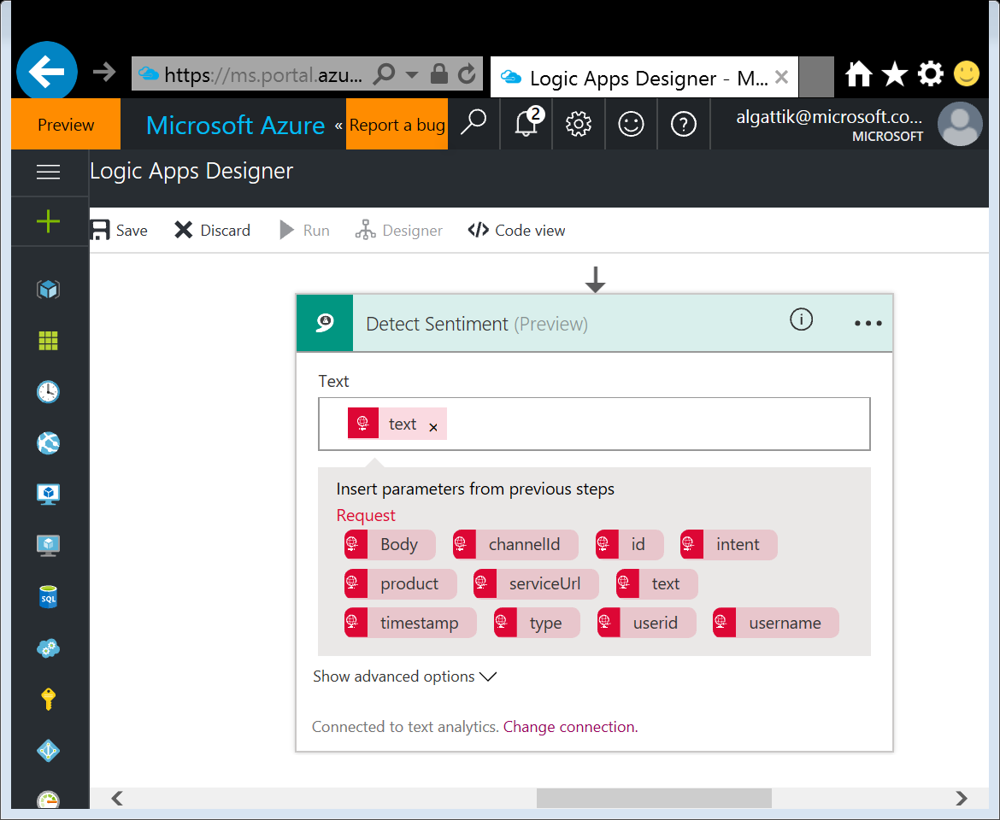 https://ms.portal.azu...
Logic Apps Designer - M...
Preview
Microsoft Azure «
Report a bug
2
algattik@microsoft.co...
MICROSOFT
Logic Apps Designer
Save
Discard
Run
Designer
Code view
Detect Sentiment (Preview)
Text
text ×
Insert parameters from previous steps
Request
Body channelId id intent
product serviceUrl text
timestamp type userid username
Show advanced options
Connected to text analytics. Change connection.
SQL